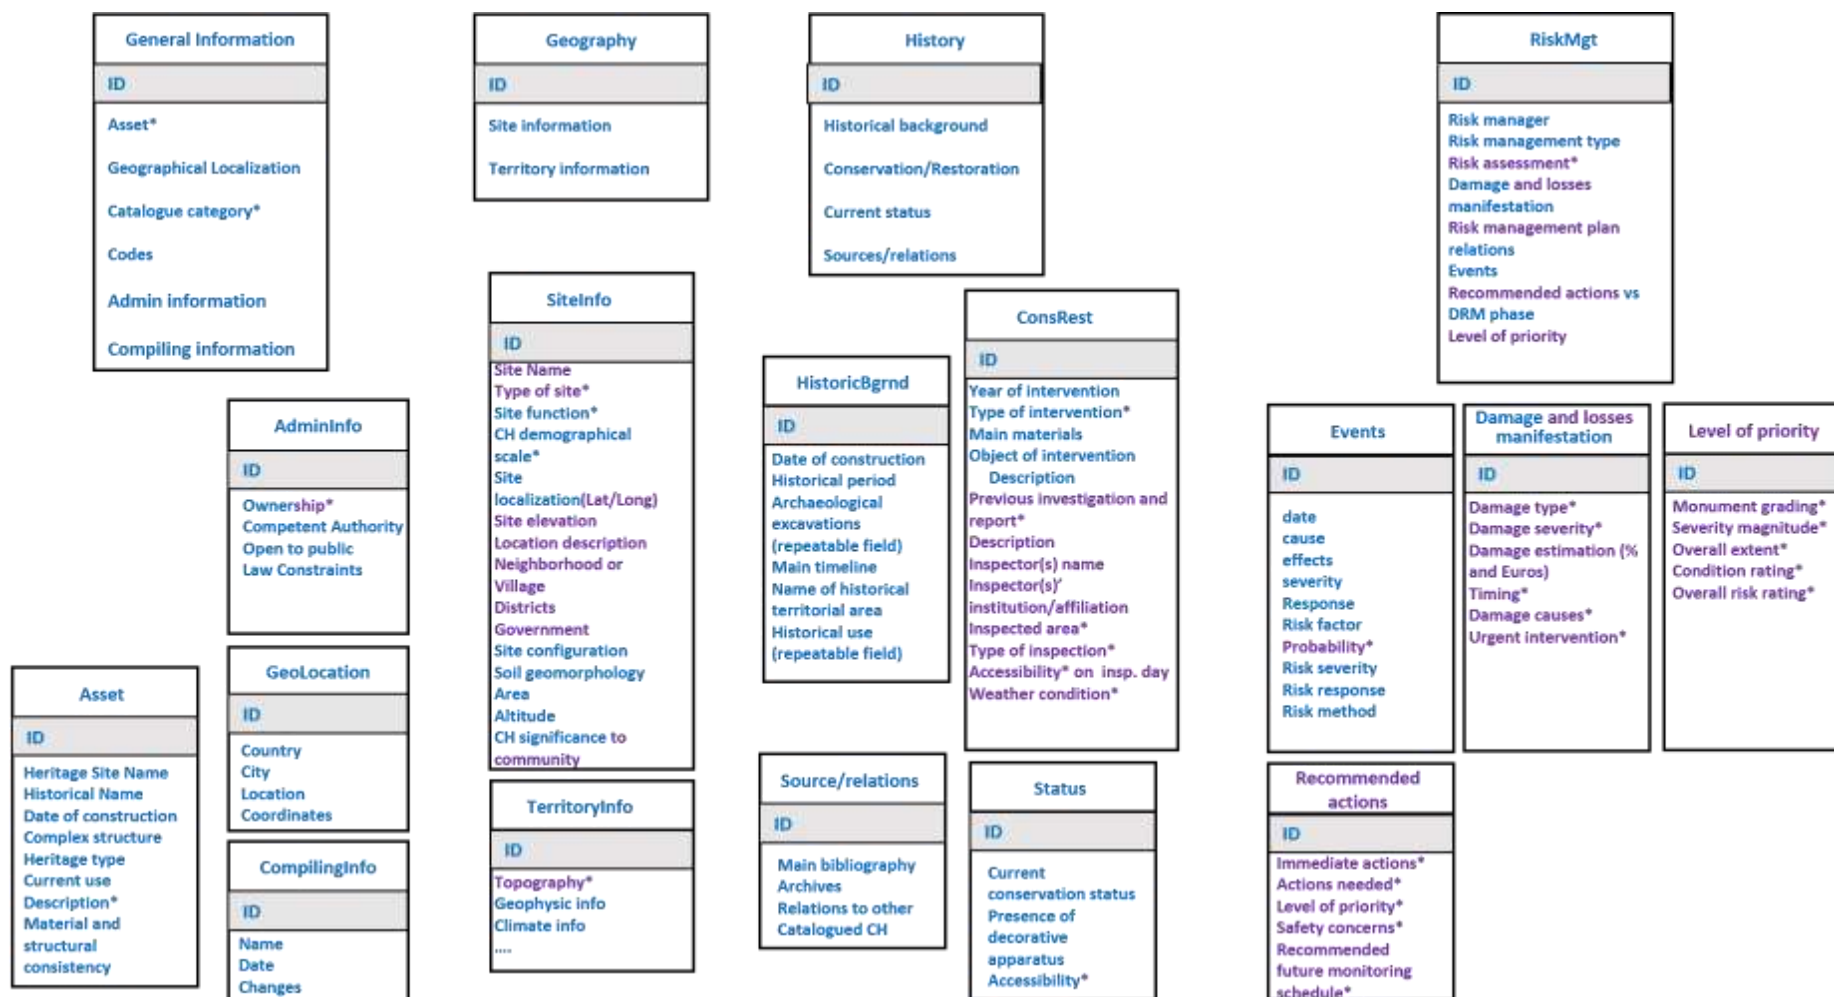 General Information
ID
Asset*
Geographical Localization
Catalogue category*
Codes
Admin information
Compiling information
Geography
ID
Site information
Territory information
History
ID
Historical background
Conservation/Restoration
Current status
Sources/relations
RiskMgt
ID
Risk manager
Risk management type
Risk assessment*
Damage and losses
manifestation
Risk management plan
relations
Events
Recommended actions vs
DRM phase
Level of priority
AdminInfo
ID
Ownership*
Competent Authority
Open to public
Law Constraints
SiteInfo
ID
Site Name
Type of site*
Site function*
CH demographical
scale*
Site
localization(Lat/Long)
Site elevation
Location description
Neighborhood or
Village
Districts
Government
Site configuration
Soil geomorphology
Area
Altitude
CH significance to
community
HistoricBgrnd
ID
Date of construction
Historical period
Archaeological
excavations
(repeatable field)
Main timeline
Name of historical
territorial area
Historical use
(repeatable field)
ConsRest
ID
Year of intervention
Type of intervention*
Main materials
Object of intervention
Description
Previous investigation and
report*
Description
Inspector(s) name
Inspector(s)'
institution/affiliation
Inspected area*
Type of inspection*
Accessibility* on insp. day
Weather condition*
Events
ID
date
cause
effects
severity
Response
Risk factor
Probability*
Risk severity
Risk response
Risk method
Damage and losses
manifestation
ID
Damage type*
Damage severity*
Damage estimation (%
and Euros)
Timing*
Damage causes*
Urgent intervention*
Level of priority
ID
Monument grading*
Severity magnitude*
Overall extent*
Condition rating*
Overall risk rating*
Asset
ID
Heritage Site Name
Historical Name
Date of construction
Complex structure
Heritage type
Current use
Description*
Material and
structural
consistency
GeoLocation
ID
Country
City
Location
Coordinates
CompilingInfo
ID
Name
Date
Changes
TerritoryInfo
ID
Topography*
Geophysic info
Climate info
....
Source/relations
ID
Main bibliography
Archives
Relations to other
Catalogued CH
Status
ID
Current
conservation status
Presence of
decorative
apparatus
Accessibility*
Recommended
actions
ID
Immediate actions*
Actions needed*
Level of priority*
Safety concerns*
Recommended
future monitoring
schedule*